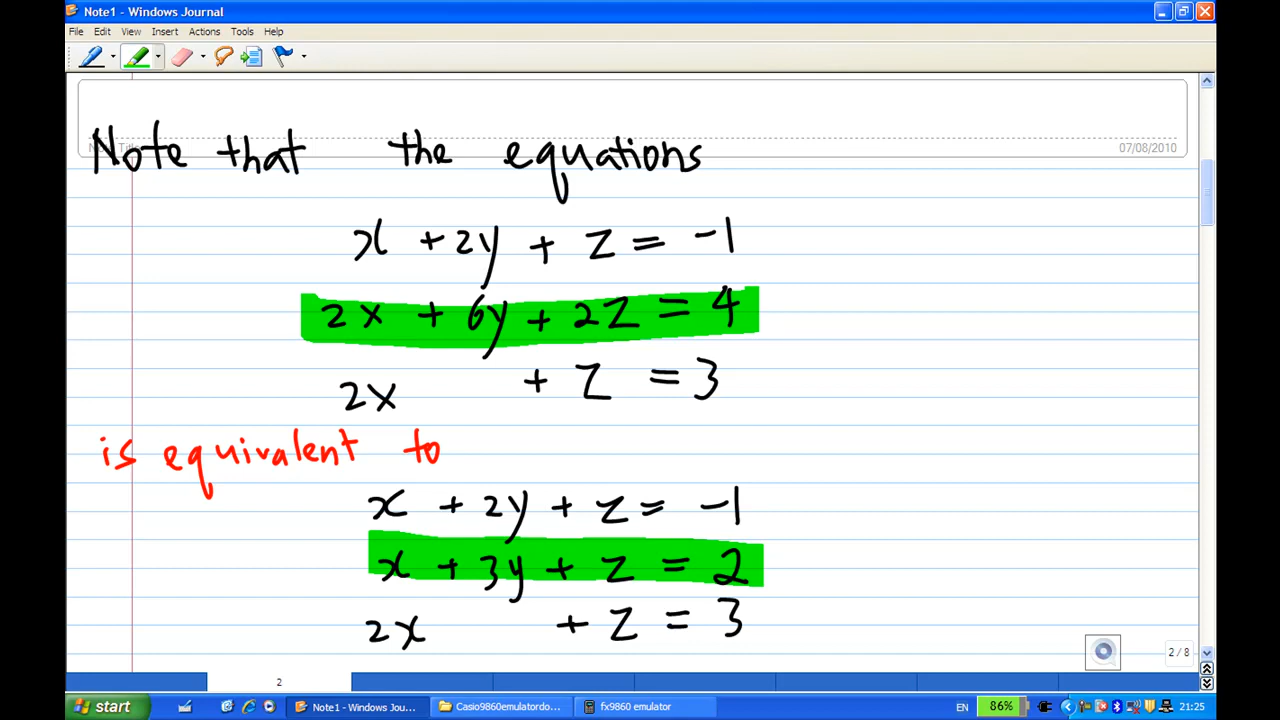 Note1 - Windows Journal
File Edit View Insert Actions Tools Help
Note that the equations
07/08/2010
x + 2y + z = -1
2x + 6y + 2z = 4
2x + z = 3
is equivalent to
x + 2y + z = -1
x + 3y + z = 2
2x + z = 3
2 / 8
2
start Note1 - Windows Jou... Casio9860emulatordo... fx9860 emulator EN 86% 21:25